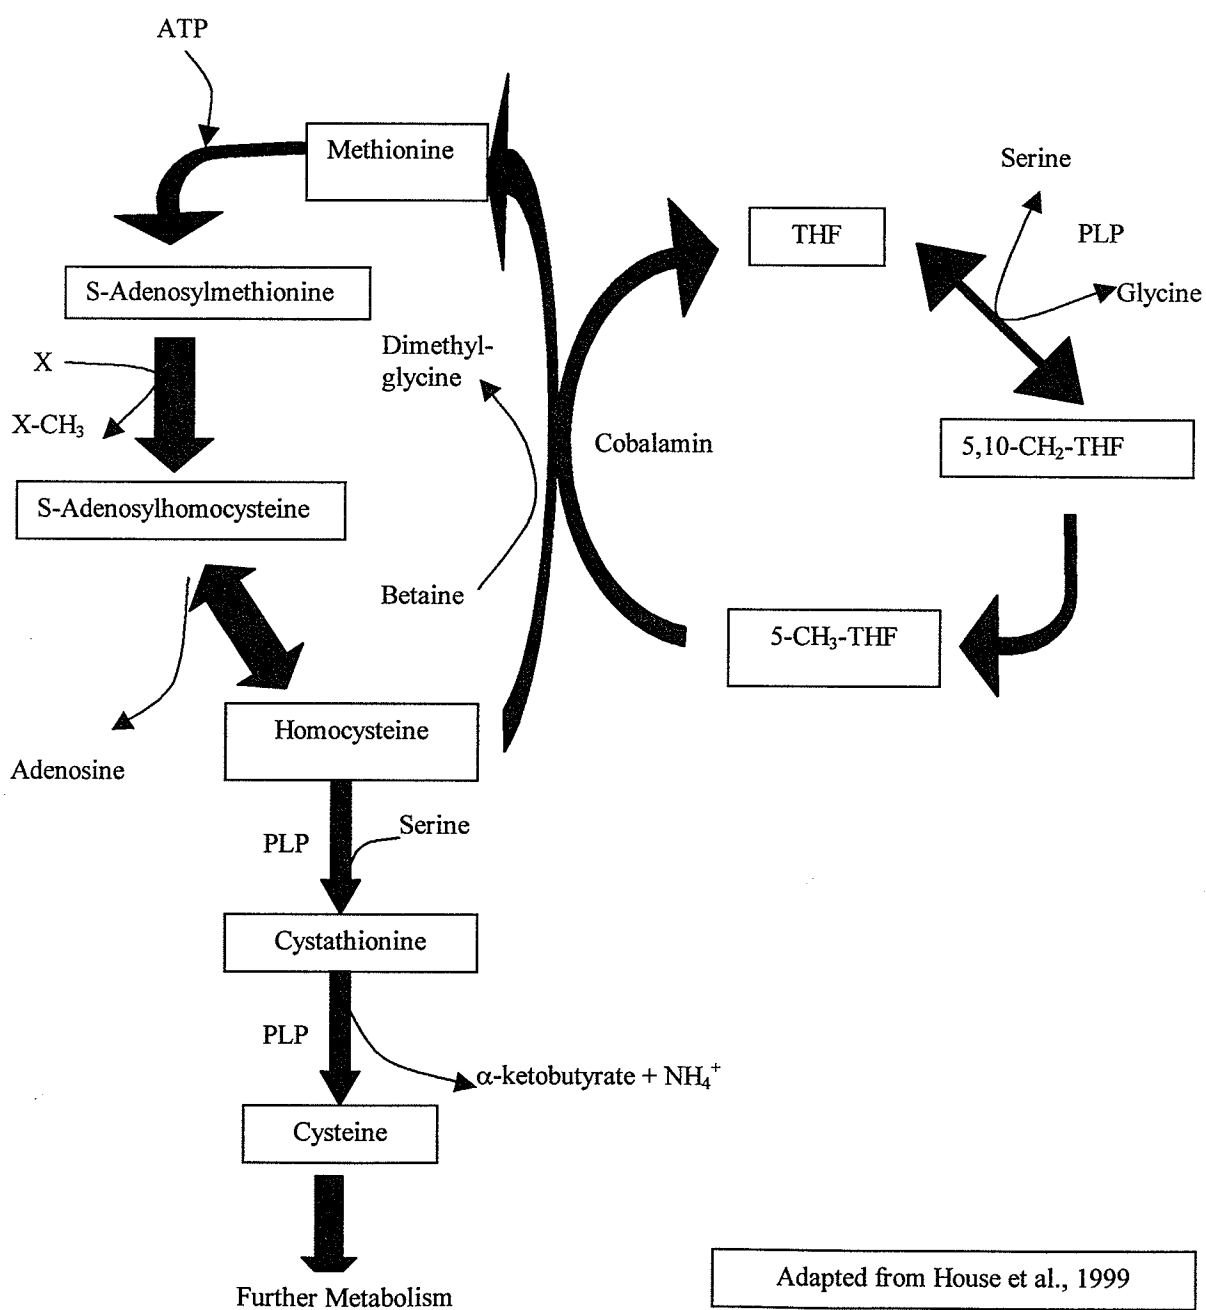 ATP
Methionine
Serine
THF
PLP
Glycine
S-Adenosylmethionine
X
X-CH₃
Dimethyl-
glycine
Cobalamin
5,10-CH₂-THF
S-Adenosylhomocysteine
Betaine
5-CH₃-THF
Homocysteine
Adenosine
PLP
Serine
Cystathionine
PLP
α-ketobutyrate + NH₄⁺
Cysteine
Further Metabolism
Adapted from House et al., 1999